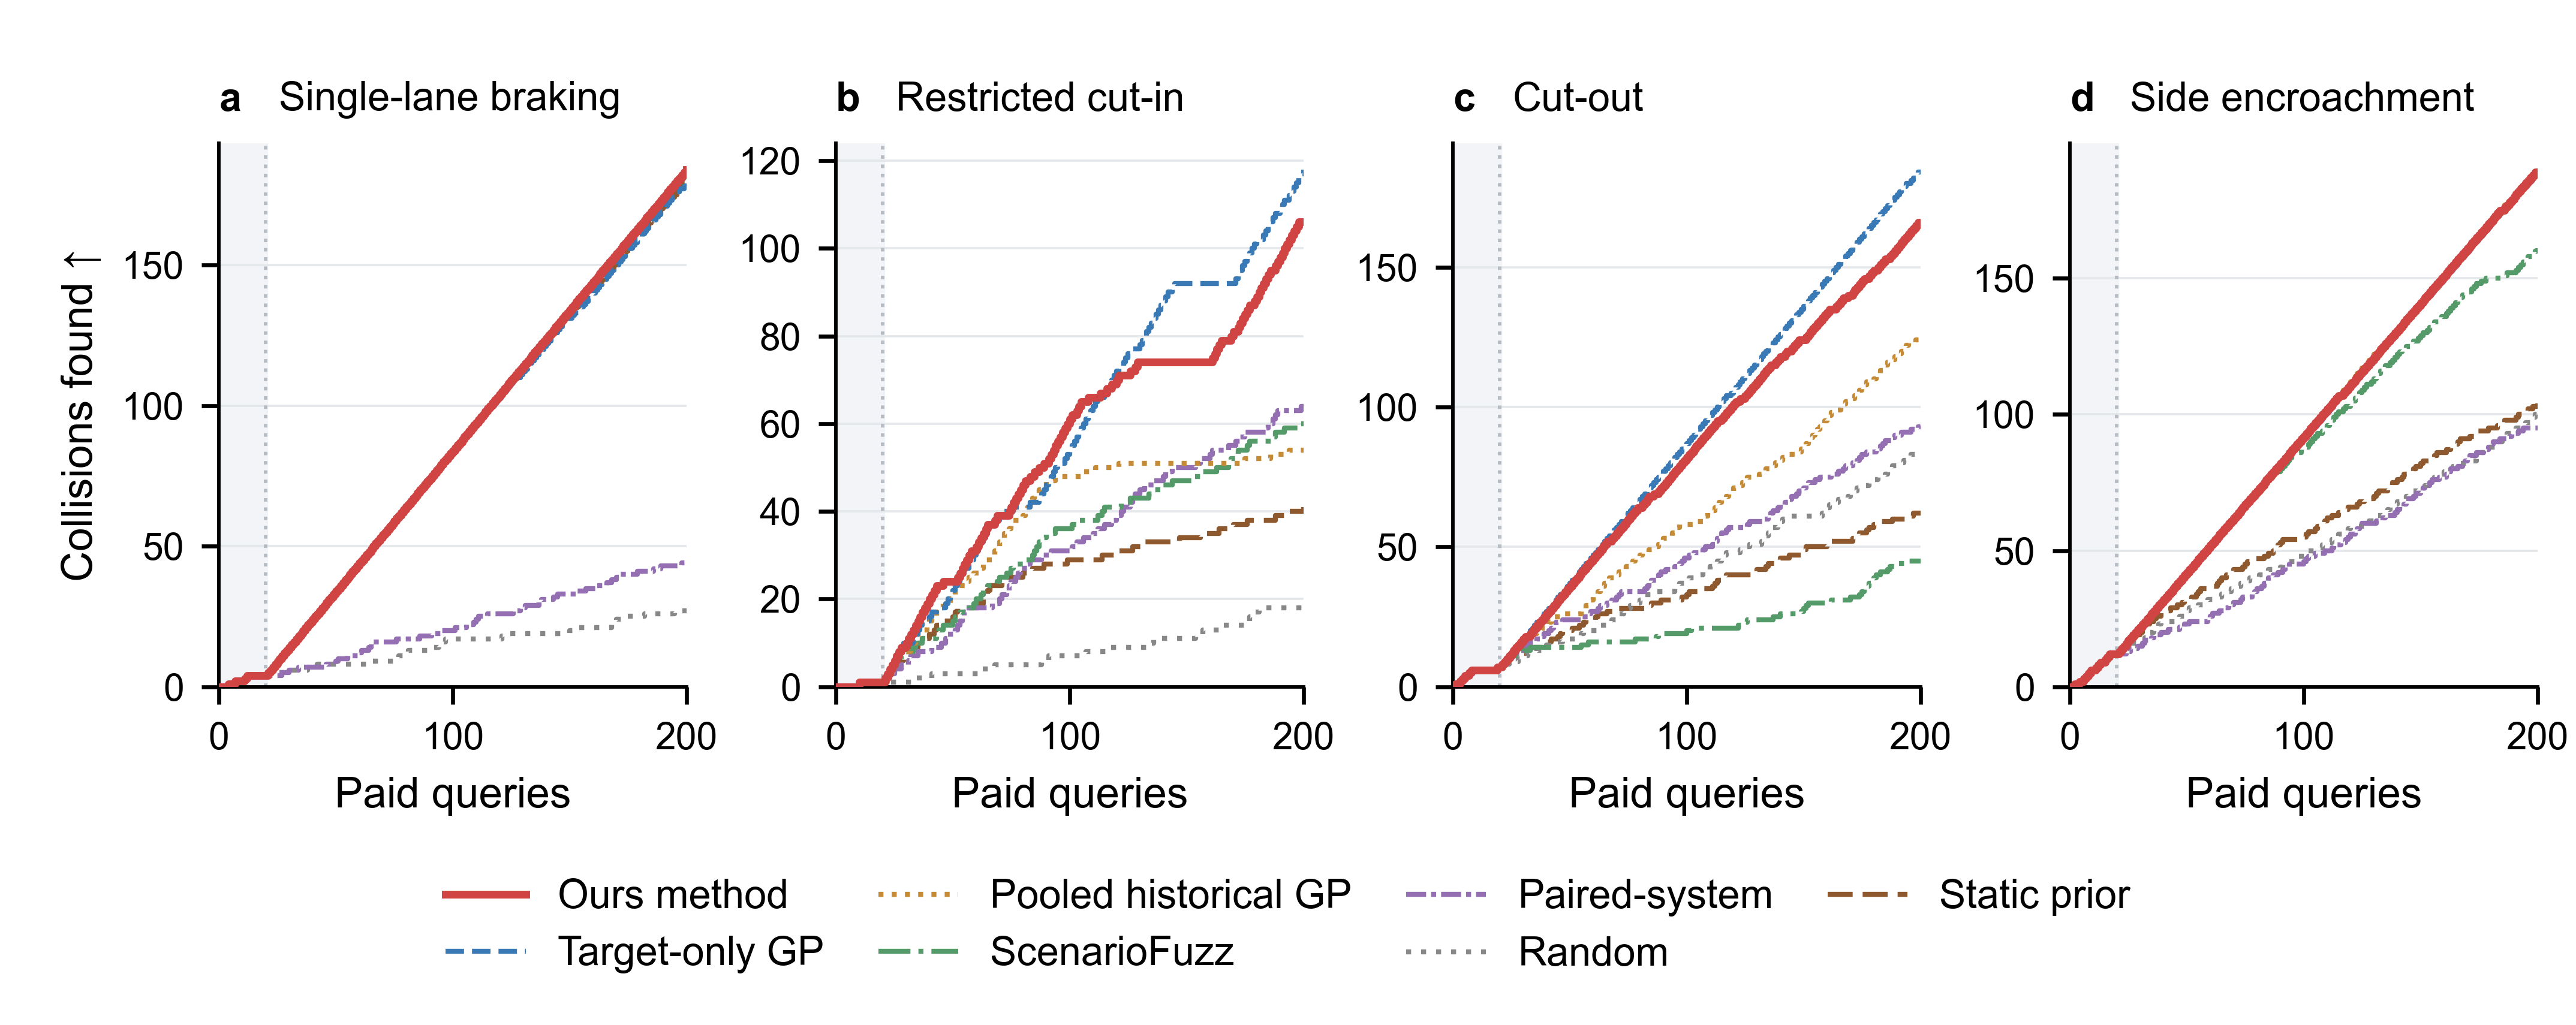 a Single-lane braking
b Restricted cut-in
c Cut-out
d Side encroachment
Collisions found ↑
150
100
50
0
0 100 200
Paid queries
120
100
80
60
40
20
0
0 100 200
Paid queries
150
100
50
0
0 100 200
Paid queries
150
100
50
0
0 100 200
Paid queries
Ours method
Pooled historical GP
Paired-system
Static prior
Target-only GP
ScenarioFuzz
Random